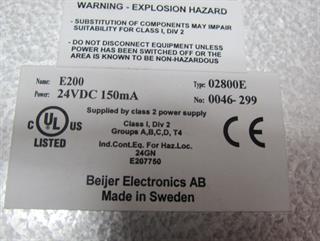 WARNING - EXPLOSION HAZARD
- SUBSTITUTION OF COMPONENTS MAY IMPAIR
SUITABILITY FOR CLASS I, DIV 2
- DO NOT DISCONNECT EQUIPMENT UNLESS
POWER HAS BEEN SWITCHED OFF OR THE
AREA IS KNOWN TO BE NON-HAZARDOUS
Name: E200 Type: 02800E
Power: 24VDC 150mA No: 0046-299
Supplied by class 2 power supply
Class I, Div 2
Groups A,B,C,D, T4
C UL US
LISTED
CE
Ind.Cont.Eq. For Haz.Loc.
24GN
E207750
Beijer Electronics AB
Made in Sweden